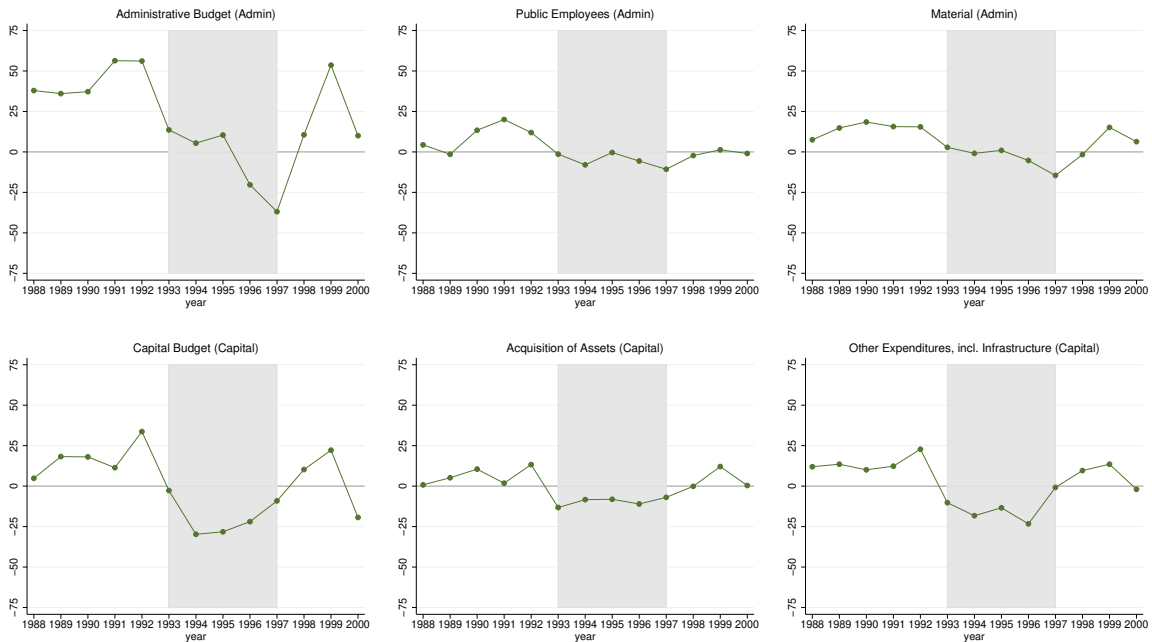 Administrative Budget (Admin)
75
50
25
0
−25
−50
−75
1988 1989 1990 1991 1992 1993 1994 1995 1996 1997 1998 1999 2000
year
Public Employees (Admin)
75
50
25
0
−25
−50
−75
1988 1989 1990 1991 1992 1993 1994 1995 1996 1997 1998 1999 2000
year
Material (Admin)
75
50
25
0
−25
−50
−75
1988 1989 1990 1991 1992 1993 1994 1995 1996 1997 1998 1999 2000
year
Capital Budget (Capital)
75
50
25
0
−25
−50
−75
1988 1989 1990 1991 1992 1993 1994 1995 1996 1997 1998 1999 2000
year
Acquisition of Assets (Capital)
75
50
25
0
−25
−50
−75
1988 1989 1990 1991 1992 1993 1994 1995 1996 1997 1998 1999 2000
year
Other Expenditures, incl. Infrastructure (Capital)
75
50
25
0
−25
−50
−75
1988 1989 1990 1991 1992 1993 1994 1995 1996 1997 1998 1999 2000
year